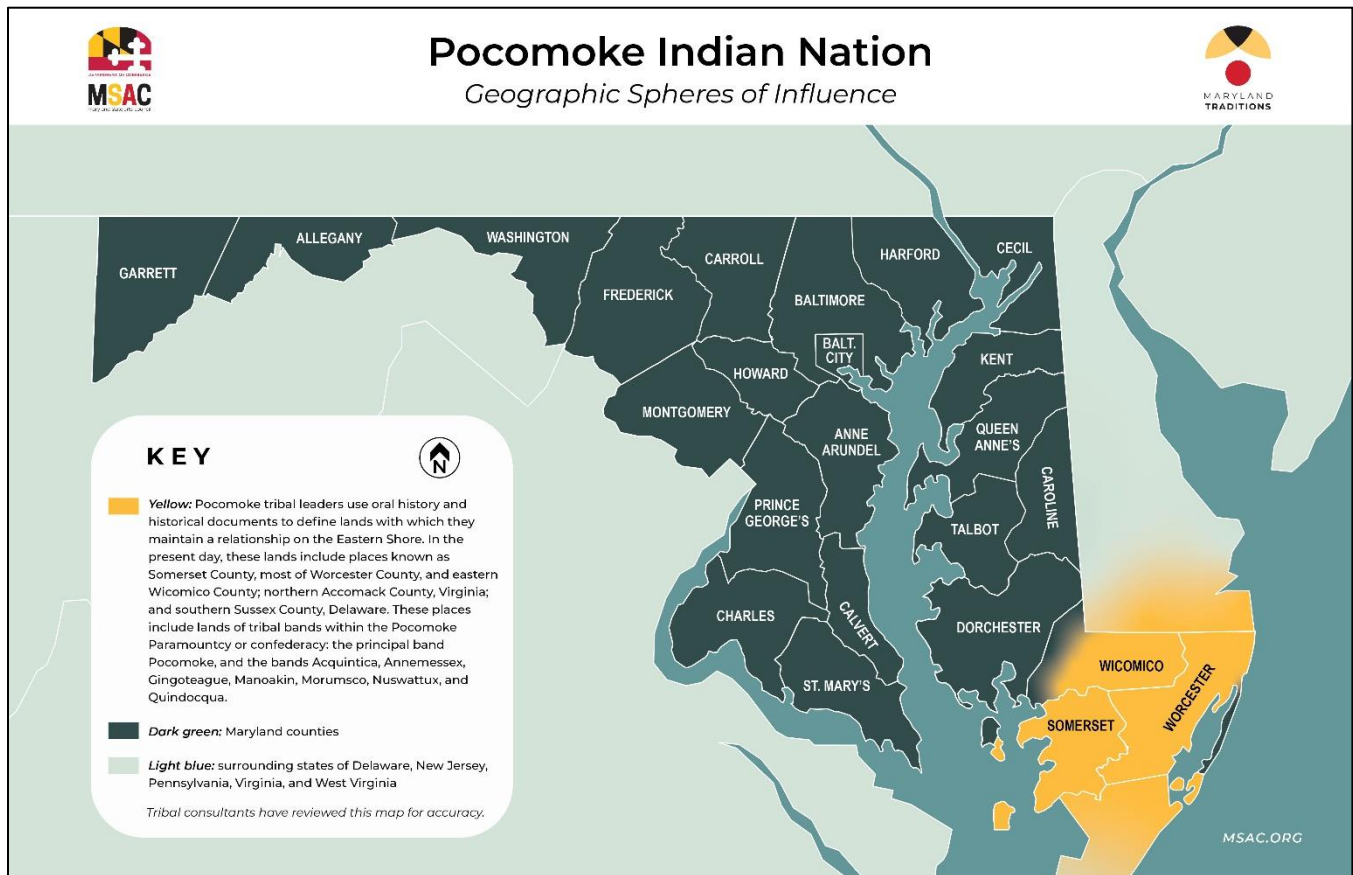 Pocomoke Indian Nation
Geographic Spheres of Influence
MSAC
MARYLAND
TRADITIONS
GARRETT
ALLEGANY
WASHINGTON
FREDERICK
CARROLL
BALTIMORE
HARFORD
CECIL
BALT.
CITY
HOWARD
KENT
MONTGOMERY
ANNE
ARUNDEL
QUEEN
ANNE'S
CAROLINE
PRINCE
GEORGE'S
TALBOT
CHARLES
CALVERT
DORCHESTER
ST. MARY'S
WICOMICO
WORCESTER
SOMERSET
KEY
N
Yellow: Pocomoke tribal leaders use oral history and
historical documents to define lands with which they
maintain a relationship on the Eastern Shore. In the
present day, these lands include places known as
Somerset County, most of Worcester County, and eastern
Wicomico County; northern Accomack County, Virginia;
and southern Sussex County, Delaware. These places
include lands of tribal bands within the Pocomoke
Paramountcy or confederacy: the principal band
Pocomoke, and the bands Acquintica, Annemessex,
Gingoteague, Manoakin, Morumsco, Nuswattux, and
Quindocqua.
Dark green: Maryland counties
Light blue: surrounding states of Delaware, New Jersey,
Pennsylvania, Virginia, and West Virginia
Tribal consultants have reviewed this map for accuracy.
MSAC.ORG